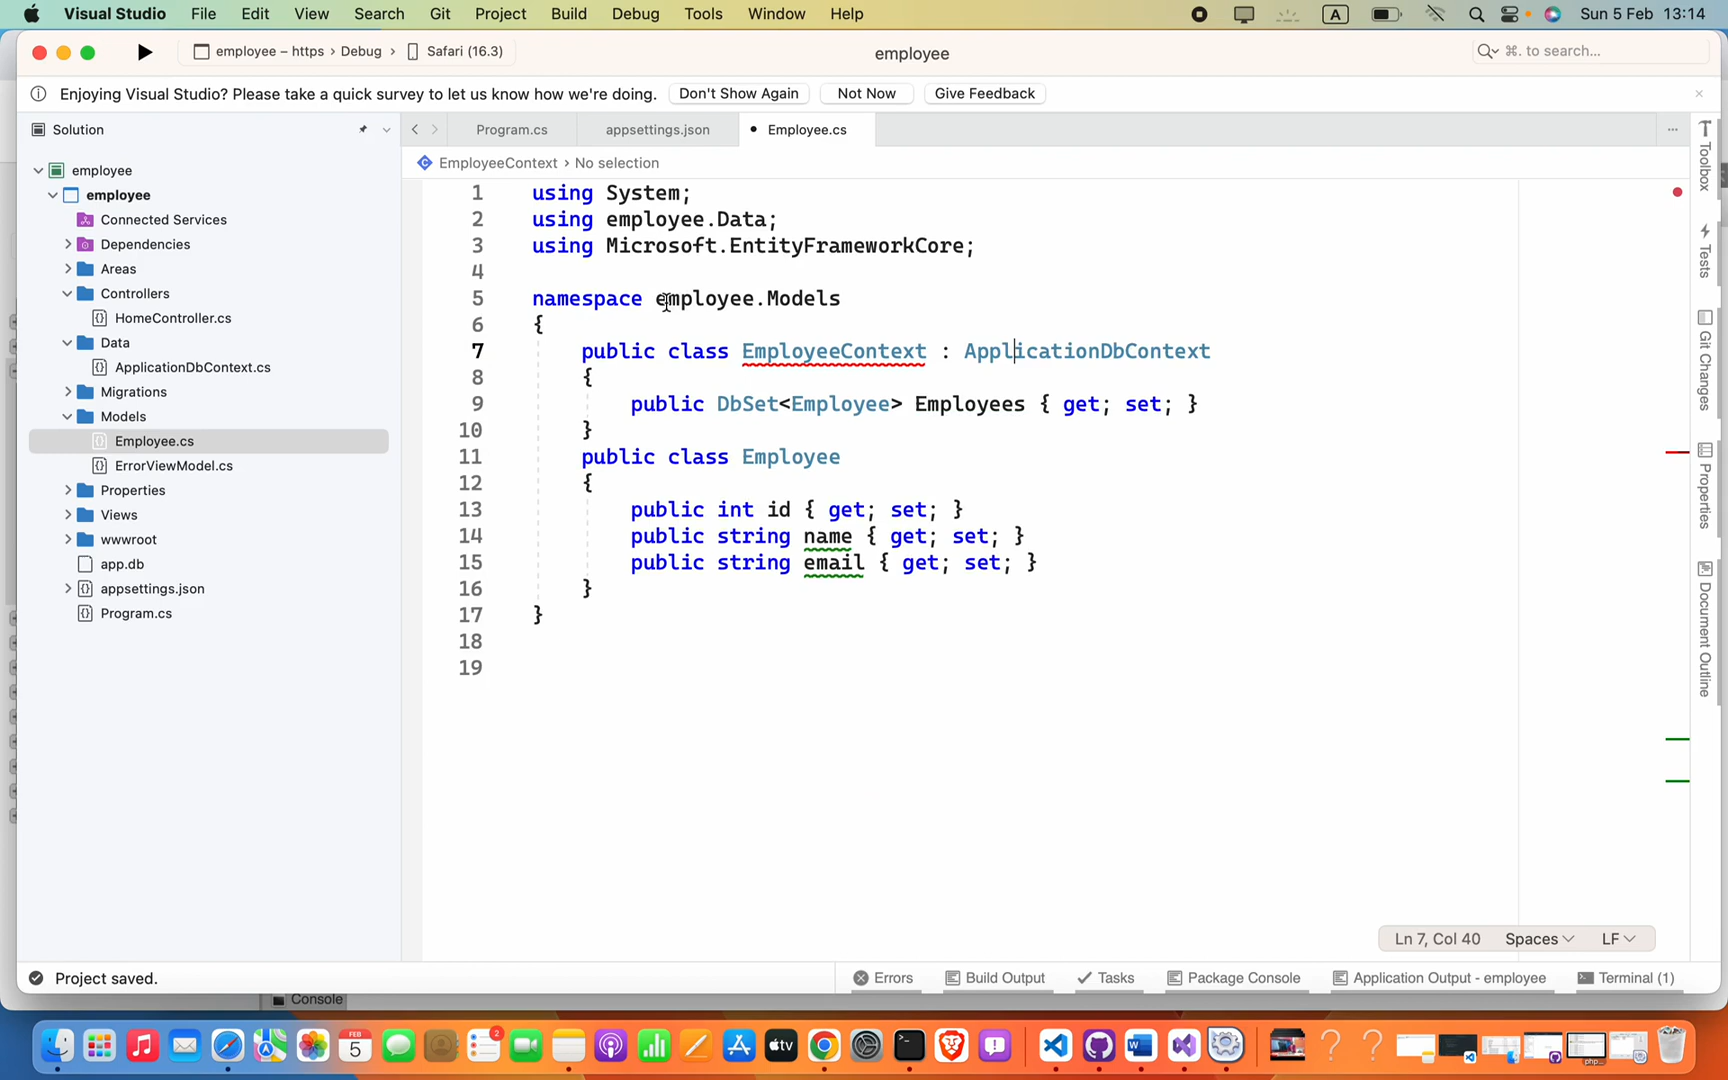 Visual Studio File Edit View Search Git Project Build Debug Tools Window Help A Sun 5 Feb 13:14
employee – https › Debug › Safari (16.3)
employee
⌘. to search...
Enjoying Visual Studio? Please take a quick survey to let us know how we're doing. Don't Show Again Not Now Give Feedback
Solution
Program.cs appsettings.json Employee.cs
EmployeeContext › No selection
employee
employee
Connected Services
Dependencies
Areas
Controllers
HomeController.cs
Data
ApplicationDbContext.cs
Migrations
Models
Employee.cs
ErrorViewModel.cs
Properties
Views
wwwroot
app.db
appsettings.json
Program.cs
1 using System;
2 using employee.Data;
3 using Microsoft.EntityFrameworkCore;
4
5 namespace employee.Models
6 {
7 public class EmployeeContext : ApplicationDbContext
8 {
9 public DbSet<Employee> Employees { get; set; }
10 }
11 public class Employee
12 {
13 public int id { get; set; }
14 public string name { get; set; }
15 public string email { get; set; }
16 }
17 }
18
19
Toolbox
Tests
Git Changes
Properties
Document Outline
Ln 7, Col 40 Spaces LF
Project saved.
Errors Build Output Tasks Package Console Application Output - employee Terminal (1)
Console
FEB
5
2
tv